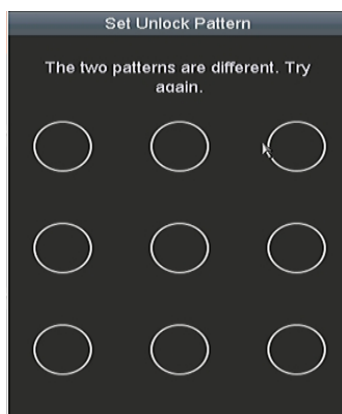 Set Unlock Pattern
The two patterns are different. Try
again.